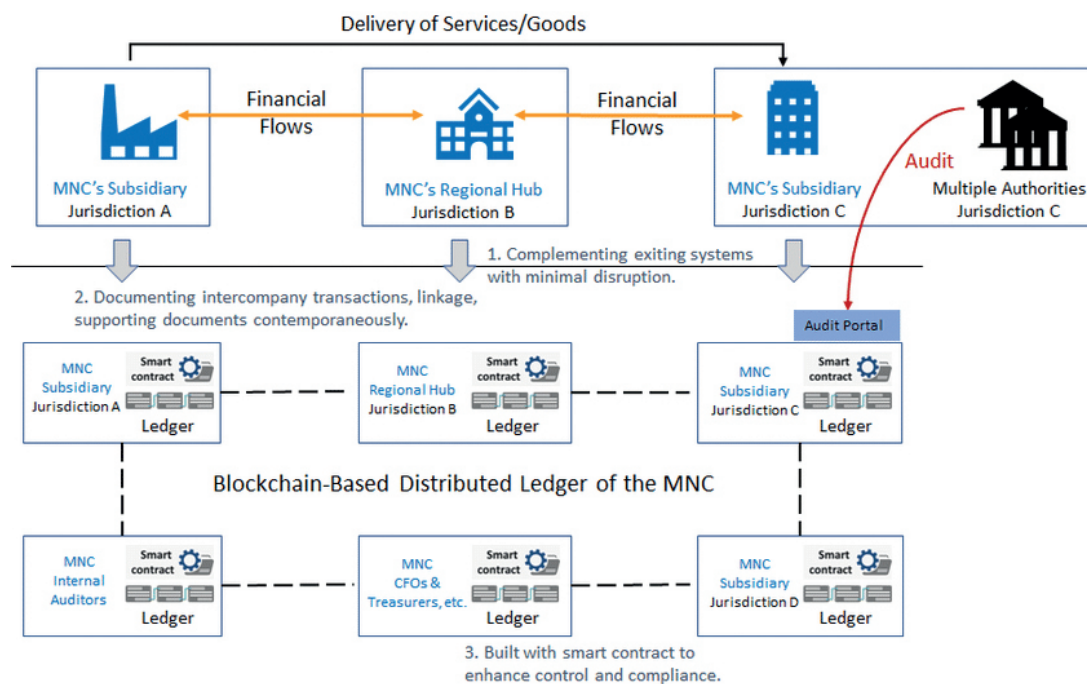 Delivery of Services/Goods
Financial
Flows
Financial
Flows
Audit
MNC's Subsidiary
Jurisdiction A
MNC's Regional Hub
Jurisdiction B
MNC's Subsidiary
Jurisdiction C
Multiple Authorities
Jurisdiction C
1. Complementing exiting systems
with minimal disruption.
2. Documenting intercompany transactions, linkage,
supporting documents contemporaneously.
Audit Portal
MNC
Subsidiary
Jurisdiction A
Smart
contract
Ledger
MNC
Regional Hub
Jurisdiction B
Smart
contract
Ledger
MNC
Subsidiary
Jurisdiction C
Smart
contract
Ledger
Blockchain-Based Distributed Ledger of the MNC
MNC
Internal
Auditors
Smart
contract
Ledger
MNC
CFOs &
Treasurers, etc.
Smart
contract
Ledger
MNC
Subsidiary
Jurisdiction D
Smart
contract
Ledger
3. Built with smart contract to
enhance control and compliance.